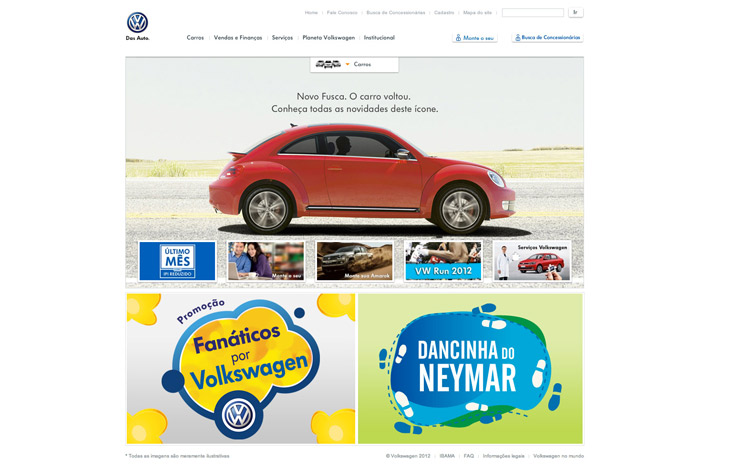 Home Fale Conosco Busca de Concessionárias Cadastro Mapa do site Ir
Das Auto.
Carros Vendas e Finanças Serviços Planeta Volkswagen Institucional Monte o seu Busca de Concessionárias
Carros
Novo Fusca. O carro voltou.
Conheça todas as novidades deste ícone.
ÚLTIMO
MÊS
IPI REDUZIDO
Monte o seu
Monte sua Amarok
VW Run 2012
Serviços Volkswagen
Promoção
Fanáticos
por
Volkswagen
DANCINHA DO
NEYMAR
* Todas as imagens são meramente ilustrativas
© Volkswagen 2012 IBAMA FAQ Informações legais Volkswagen no mundo